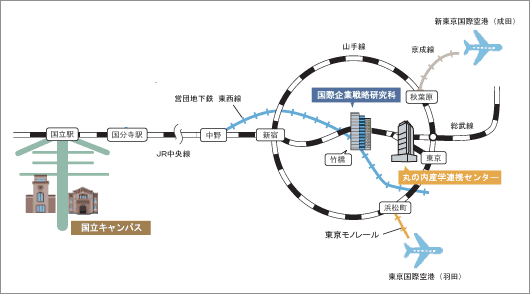 新東京国際空港（成田）
山手線
京成線
国際企業戦略研究科
秋葉原
営団地下鉄 東西線
総武線
国立駅
国分寺駅
中野
新宿
JR中央線
竹橋
東京
丸の内産学連携センター
国立キャンパス
浜松町
東京モノレール
東京国際空港（羽田）